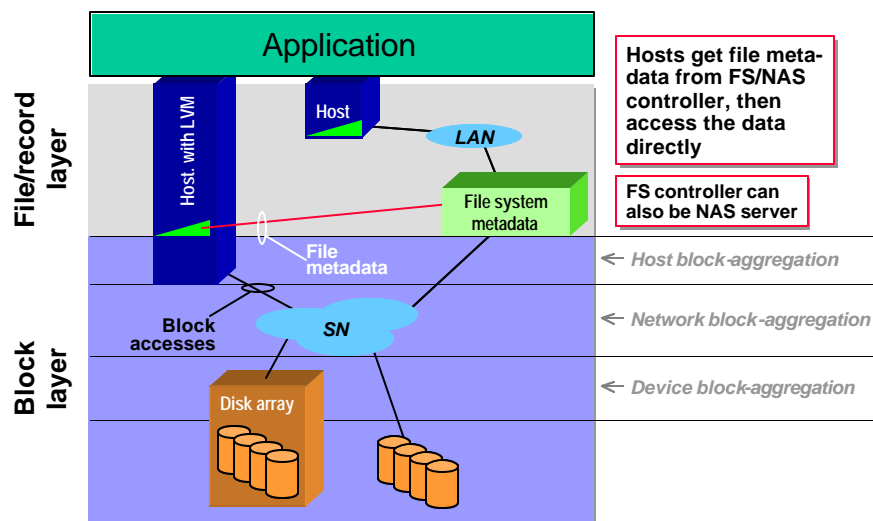 Application
Hosts get file meta-
data from FS/NAS
controller, then
access the data
directly
File/record
layer
Host. with LVM
Host
LAN
File system
metadata
FS controller can
also be NAS server
File
metadata
Host block-aggregation
Block
accesses
SN
Network block-aggregation
Block
layer
Device block-aggregation
Disk array